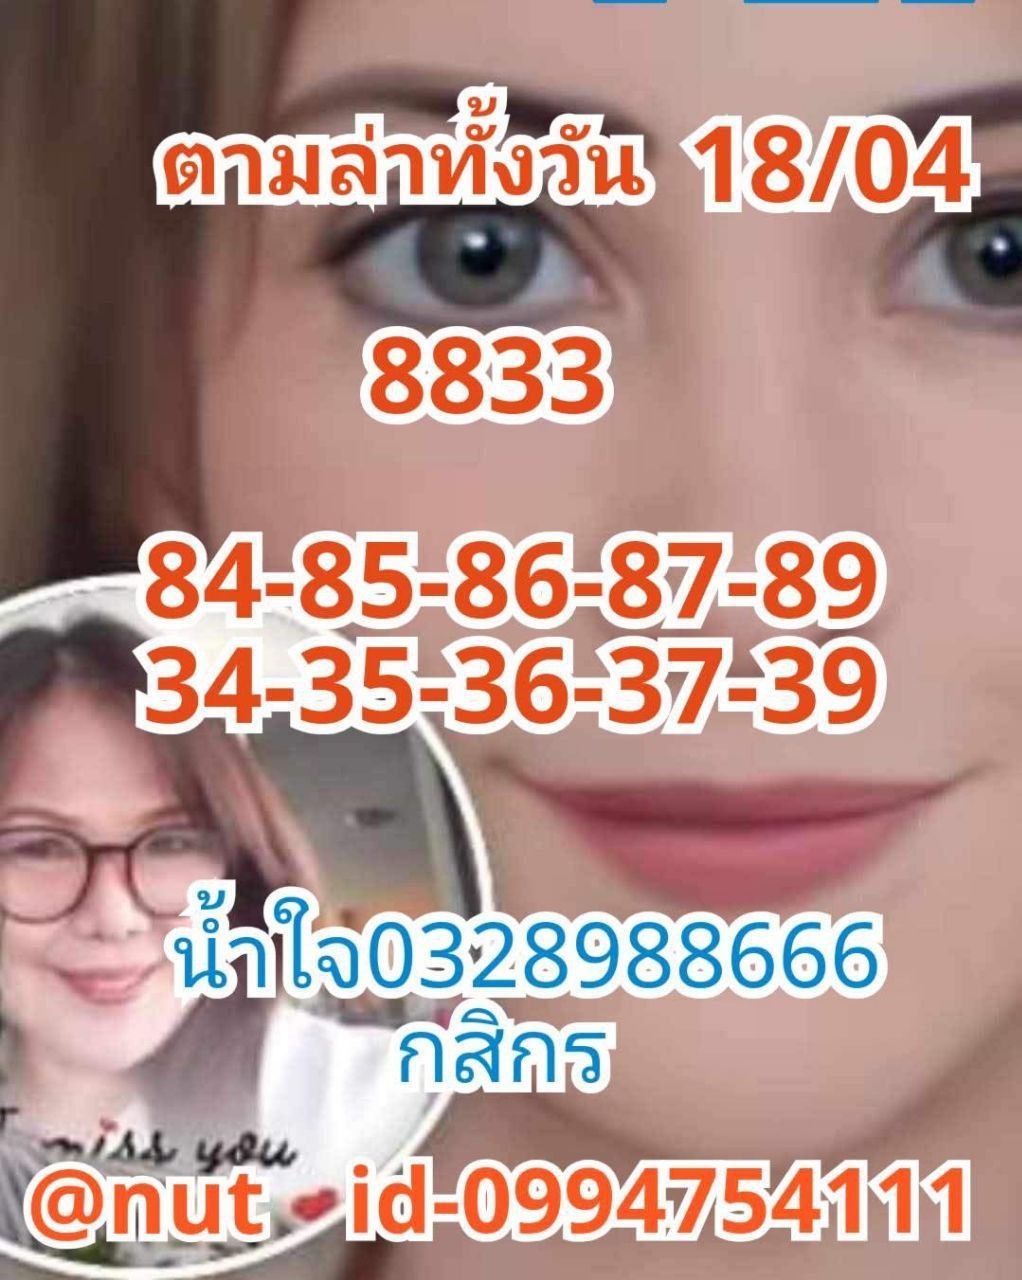 ตามล่าทั้งวัน 18/04
8833
84-85-86-87-89
34-35-36-37-39
น้ำใจ0328988666
กสิกร
miss you
@nut id-0994754111